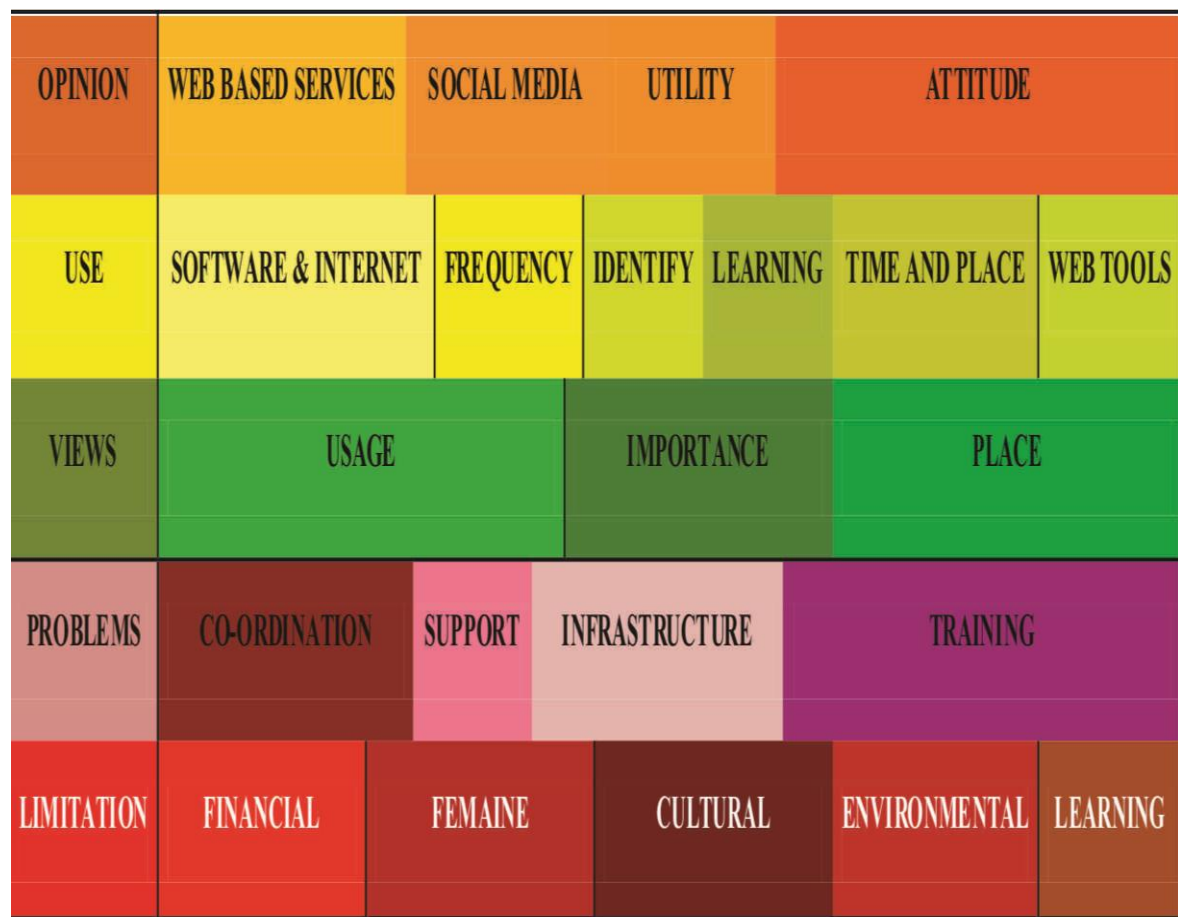 OPINION WEB BASED SERVICES SOCIAL MEDIA UTILITY ATTITUDE
USE SOFTWARE & INTERNET FREQUENCY IDENTIFY LEARNING TIME AND PLACE WEB TOOLS
VIEWS USAGE IMPORTANCE PLACE
PROBLEMS CO-ORDINATION SUPPORT INFRASTRUCTURE TRAINING
LIMITATION FINANCIAL FEMAINE CULTURAL ENVIRONMENTAL LEARNING